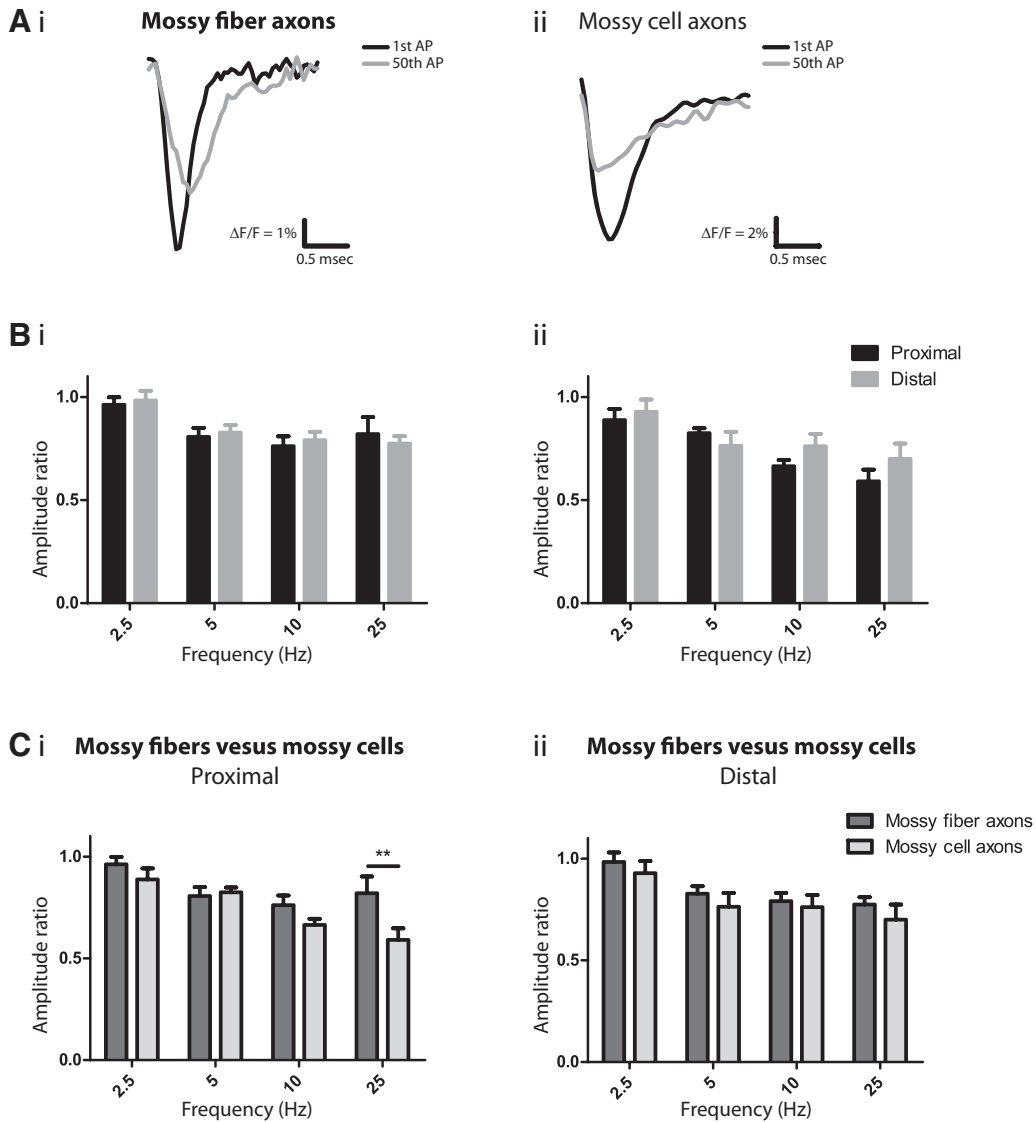 A i Mossy fiber axons
1st AP
50th AP
ΔF/F = 1%
0.5 msec
ii Mossy cell axons
1st AP
50th AP
ΔF/F = 2%
0.5 msec
B i
Amplitude ratio
1.0
0.5
0.0
2.5 5 10 25
Frequency (Hz)
ii
Proximal
Distal
Amplitude ratio
1.0
0.5
0.0
2.5 5 10 25
Frequency (Hz)
C i Mossy fibers vesus mossy cells
Proximal
Amplitude ratio
1.0
0.5
0.0
**
2.5 5 10 25
Frequency (Hz)
ii Mossy fibers vesus mossy cells
Distal
Mossy fiber axons
Mossy cell axons
Amplitude ratio
1.0
0.5
0.0
2.5 5 10 25
Frequency (Hz)